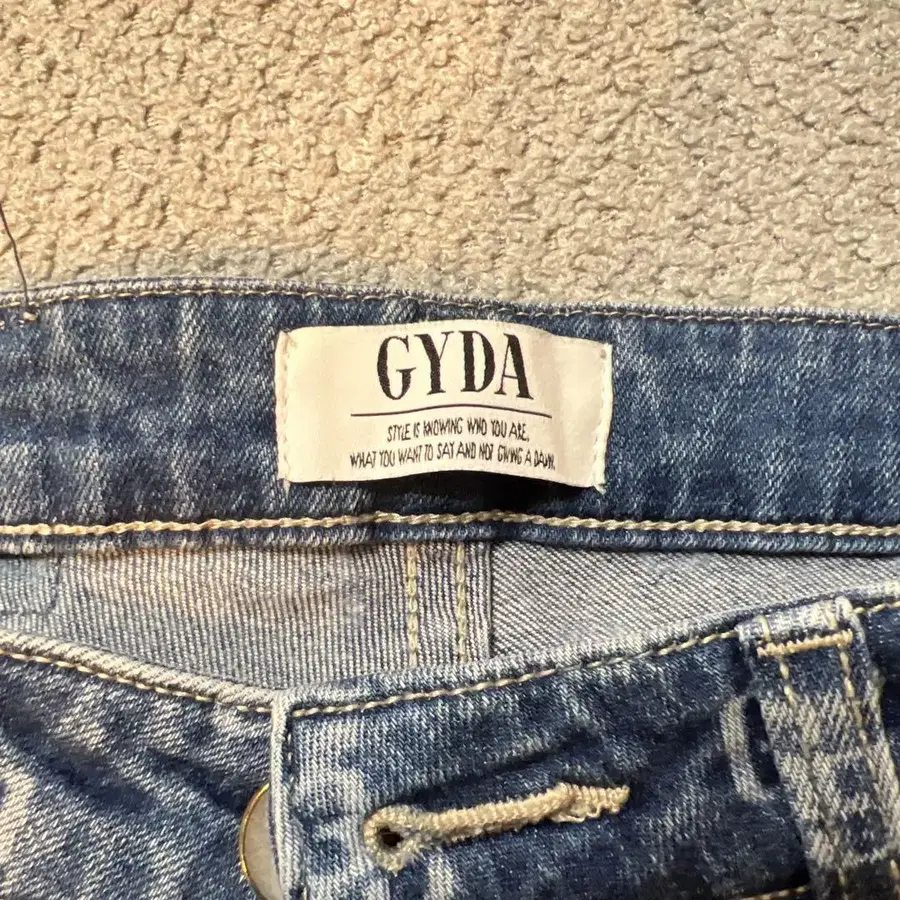 GYDA
STYLE IS KNOWING WHO YOU ARE,
WHAT YOU WANT TO SAY AND NOT GIVING A DAMN.